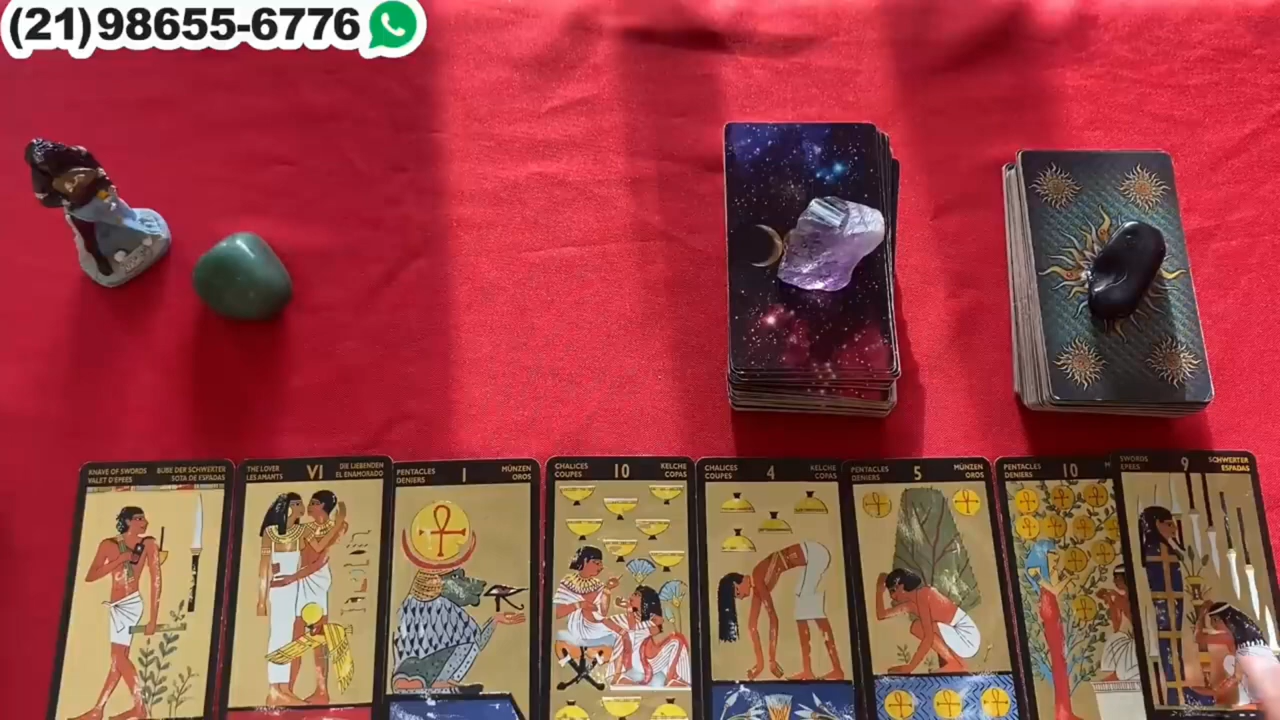 (21)98655-6776
KNAVE OF SWORDS BÜBE DER SCHWERTER
VALET D'EPEES SOTA DE ESPADAS
THE LOVER VI DIE LIEBENDEN
LES AMANTS EL ENAMORADO
PENTACLES I MÜNZEN
DENIERS OROS
CHALICES 10 KELCHE
COUPES COPAS
CHALICES 4 KELCHE
COUPES COPAS
PENTACLES 5 MÜNZEN
DENIERS OROS
PENTACLES 10 M
DENIERS
SWORDS 9 SCHWERTER
EPEES ESPADAS